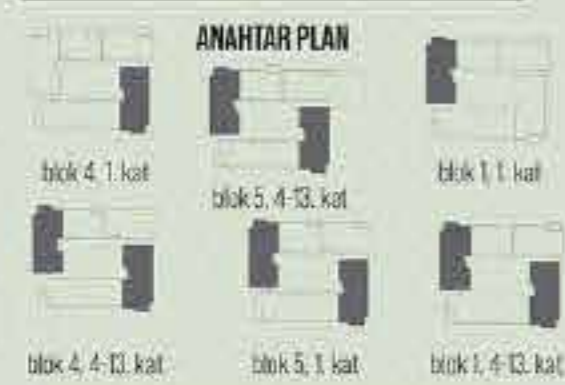 ANAHTAR PLAN
blok 4, 1. kat
blok 5, 4-13. kat
blok 1, 1. kat
blok 4, 4-13. kat
blok 5, 1. kat
blok 1, 4-13. kat